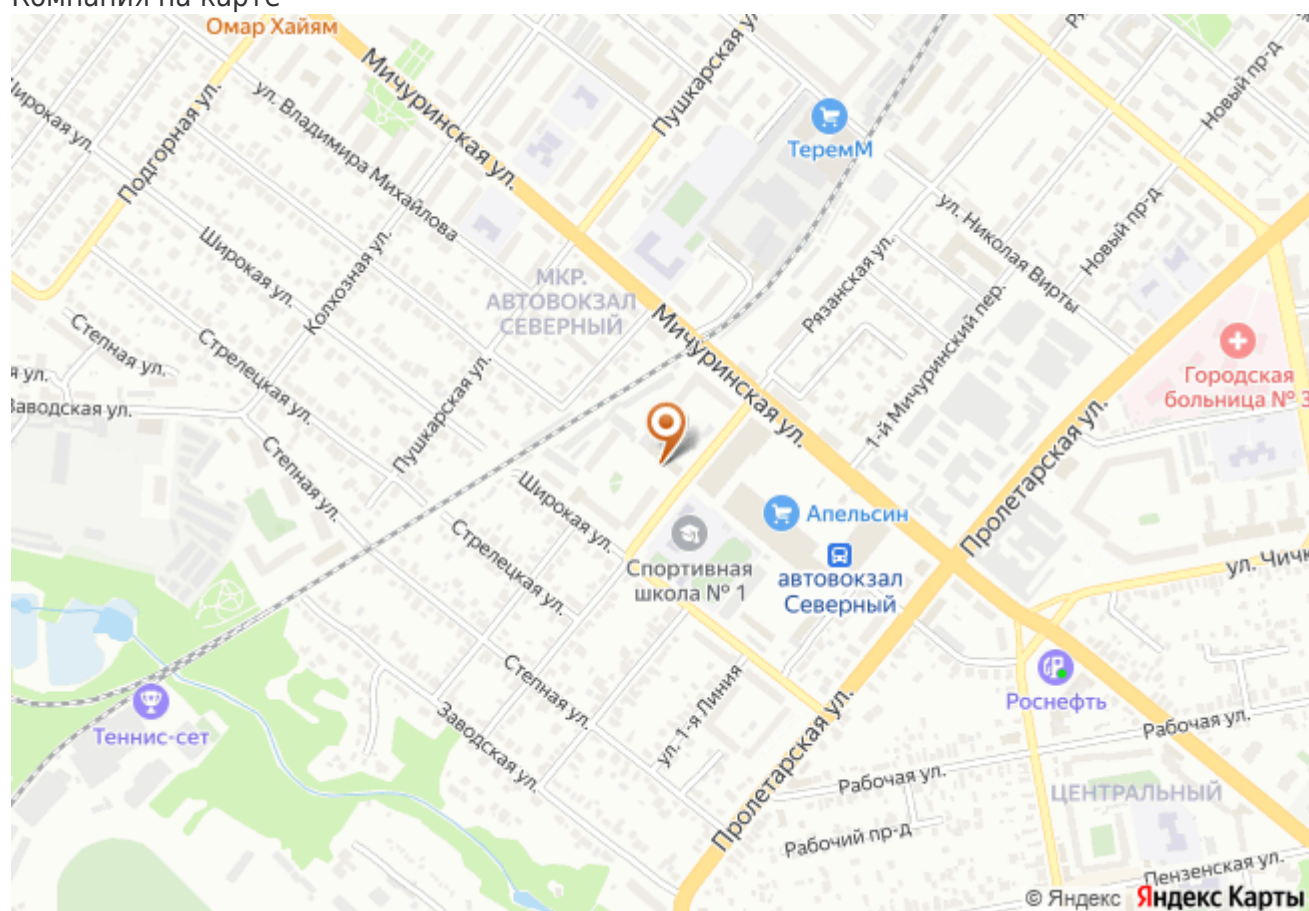 Компания на карте
Омар Хайям
Мичуринская ул.
Пушкарская ул.
Новый пр-д
Широкая ул.
Подгорная ул.
ул. Владимира Михайлова
ТеремМ
ул. Николая Вирты
Новый пр-д
Широкая ул.
Колхозная ул.
МКР.
АВТОВОКЗАЛ
СЕВЕРНЫЙ
Рязанская ул.
1-й Мичуринский пер.
Мичуринская ул.
Степная ул.
Стрелецкая ул.
Городская
больница № 3
я ул.
Заводская ул.
Пушкарская ул.
Степная ул.
Широкая ул.
Апельсин
Пролетарская ул.
Стрелецкая ул.
Спортивная
школа № 1
автовокзал
Северный
ул. Чичк
Степная ул.
ул. 1-я Линия
Роснефть
Теннис-сет
Заводская ул.
Пролетарская ул.
Рабочая ул.
Рабочая ул.
ЦЕНТРАЛЬНЫЙ
Рабочий пр-д
Пензенская ул.
© Яндекс Яндекс Карты